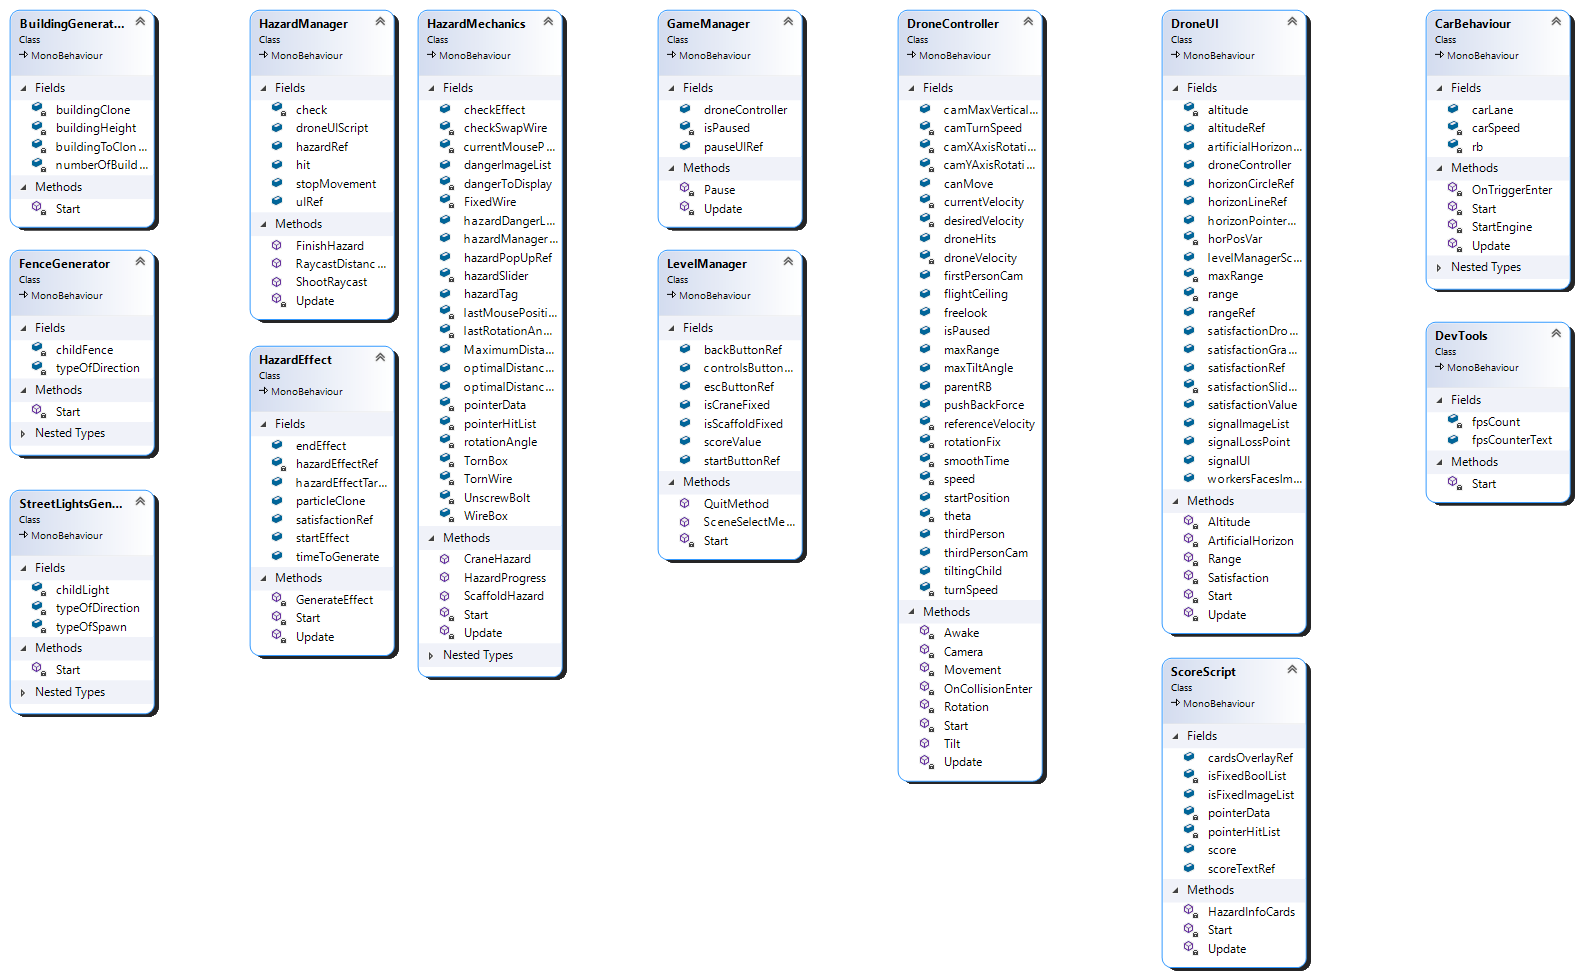 BuildingGenerat...
Class
MonoBehaviour
Fields
buildingClone
buildingHeight
buildingToClon...
numberOfBuild...
Methods
Start
FenceGenerator
Class
MonoBehaviour
Fields
childFence
typeOfDirection
Methods
Start
Nested Types
StreetLightsGen...
Class
MonoBehaviour
Fields
childLight
typeOfDirection
typeOfSpawn
Methods
Start
Nested Types
HazardManager
Class
MonoBehaviour
Fields
check
droneUIScript
hazardRef
hit
stopMovement
uIRef
Methods
FinishHazard
RaycastDistanc...
ShootRaycast
Update
HazardEffect
Class
MonoBehaviour
Fields
endEffect
hazardEffectRef
hazardEffectTar...
particleClone
satisfactionRef
startEffect
timeToGenerate
Methods
GenerateEffect
Start
Update
HazardMechanics
Class
MonoBehaviour
Fields
checkEffect
checkSwapWire
currentMouseP...
dangerImageList
dangerToDisplay
FixedWire
hazardDangerL...
hazardManager...
hazardPopUpRef
hazardSlider
hazardTag
lastMousePositi...
lastRotationAn...
MaximumDista...
optimalDistanc...
optimalDistanc...
pointerData
pointerHitList
rotationAngle
TornBox
TornWire
UnscrewBolt
WireBox
Methods
CraneHazard
HazardProgress
ScaffoldHazard
Start
Update
Nested Types
GameManager
Class
MonoBehaviour
Fields
droneController
isPaused
pauseUIRef
Methods
Pause
Update
LevelManager
Class
MonoBehaviour
Fields
backButtonRef
controlsButton...
escButtonRef
isCraneFixed
isScaffoldFixed
scoreValue
startButtonRef
Methods
QuitMethod
SceneSelectMe...
Start
DroneController
Class
MonoBehaviour
Fields
camMaxVertical...
camTurnSpeed
camXAxisRotati...
camYAxisRotati...
canMove
currentVelocity
desiredVelocity
droneHits
droneVelocity
firstPersonCam
flightCeiling
freelook
isPaused
maxRange
maxTiltAngle
parentRB
pushBackForce
referenceVelocity
rotationFix
smoothTime
speed
startPosition
theta
thirdPerson
thirdPersonCam
tiltingChild
turnSpeed
Methods
Awake
Camera
Movement
OnCollisionEnter
Rotation
Start
Tilt
Update
DroneUI
Class
MonoBehaviour
Fields
altitude
altitudeRef
artificialHorizon...
droneController
horizonCircleRef
horizonLineRef
horizonPointer...
horPosVar
levelManagerSc...
maxRange
range
rangeRef
satisfactionDro...
satisfactionGra...
satisfactionRef
satisfactionSlid...
satisfactionValue
signalImageList
signalLossPoint
signalUI
workersFacesIm...
Methods
Altitude
ArtificialHorizon
Range
Satisfaction
Start
Update
ScoreScript
Class
MonoBehaviour
Fields
cardsOverlayRef
isFixedBoolList
isFixedImageList
pointerData
pointerHitList
score
scoreTextRef
Methods
HazardInfoCards
Start
Update
CarBehaviour
Class
MonoBehaviour
Fields
carLane
carSpeed
rb
Methods
OnTriggerEnter
Start
StartEngine
Update
Nested Types
DevTools
Class
MonoBehaviour
Fields
fpsCount
fpsCounterText
Methods
Start